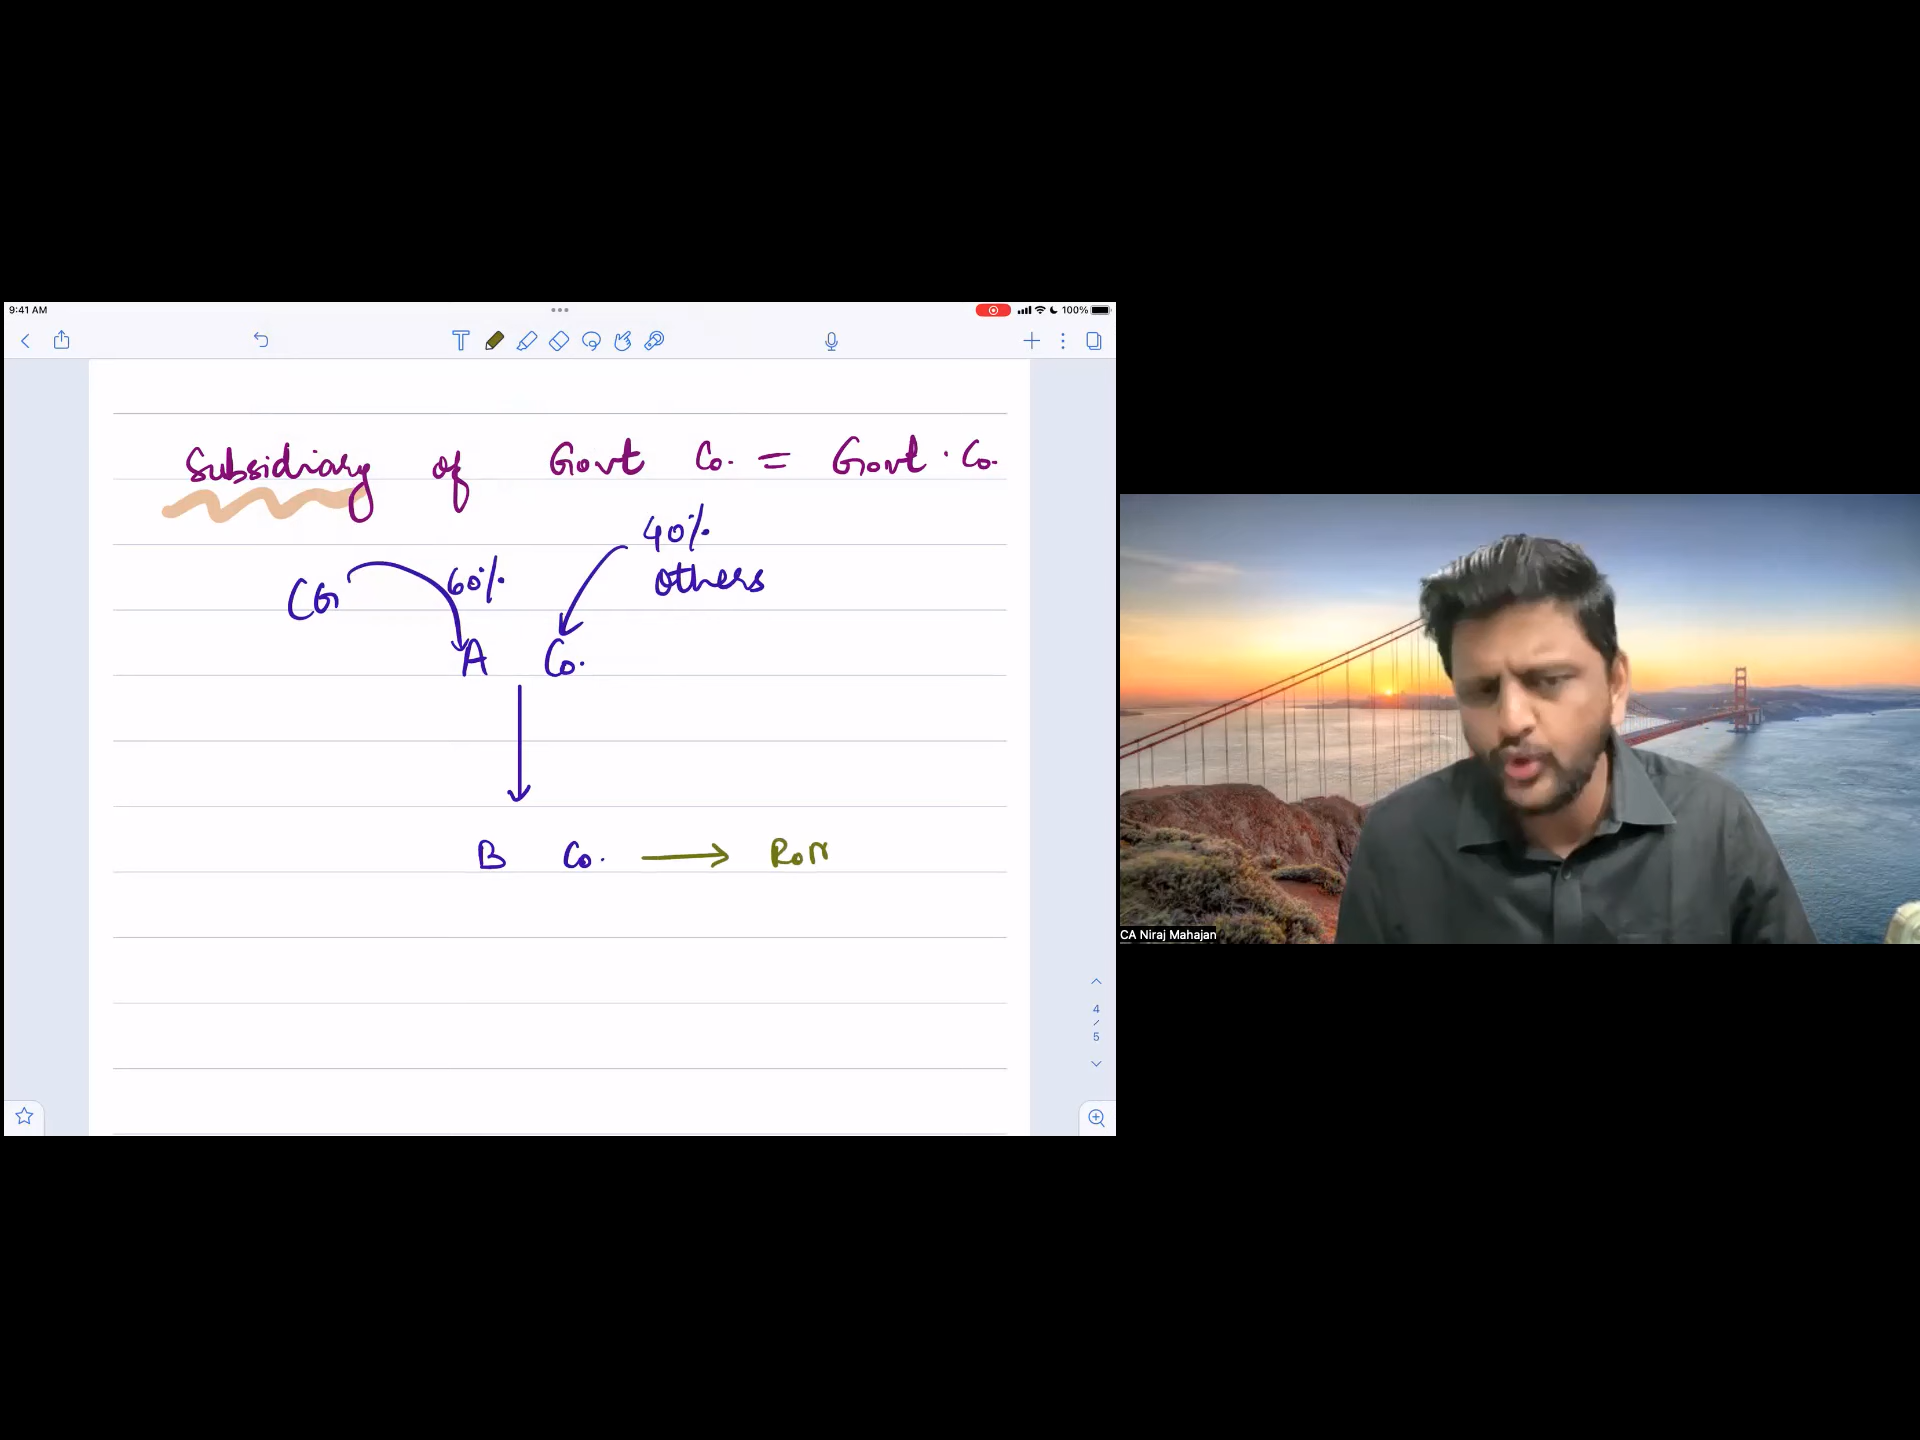 9:41 AM
100%
Subsidiary of Govt Co. = Govt. Co.
40%
others
60%
CG
A Co.
B Co. → RoM
4
/
5
CA Niraj Mahajan